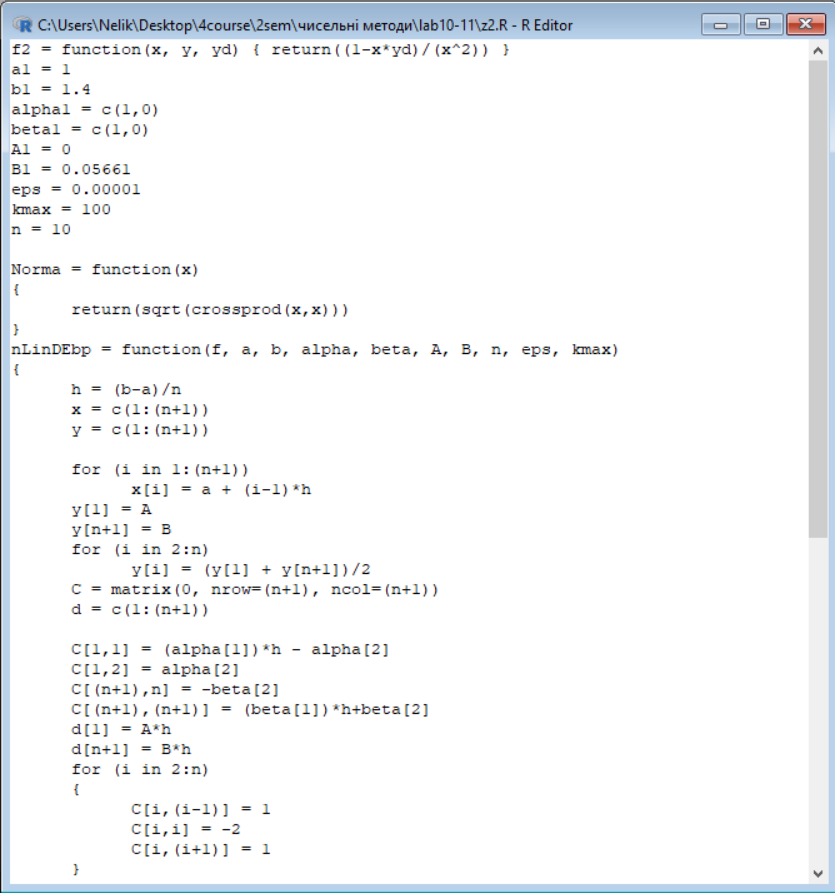 C:\Users\Nelik\Desktop\4course\2sem\чисельні методи\lab10-11\z2.R - R Editor
f2 = function(x, y, yd) { return((1-x*yd)/(x^2)) }
a1 = 1
b1 = 1.4
alpha1 = c(1,0)
beta1 = c(1,0)
A1 = 0
B1 = 0.05661
eps = 0.00001
kmax = 100
n = 10
Norma = function(x)
{
return(sqrt(crossprod(x,x)))
}
nLinDEbp = function(f, a, b, alpha, beta, A, B, n, eps, kmax)
{
h = (b-a)/n
x = c(1:(n+1))
y = c(1:(n+1))
for (i in 1:(n+1))
x[i] = a + (i-1)*h
y[1] = A
y[n+1] = B
for (i in 2:n)
y[i] = (y[1] + y[n+1])/2
C = matrix(0, nrow=(n+1), ncol=(n+1))
d = c(1:(n+1))
C[1,1] = (alpha[1])*h - alpha[2]
C[1,2] = alpha[2]
C[(n+1),n] = -beta[2]
C[(n+1),(n+1)] = (beta[1])*h+beta[2]
d[1] = A*h
d[n+1] = B*h
for (i in 2:n)
{
C[i,(i-1)] = 1
C[i,i] = -2
C[i,(i+1)] = 1
}